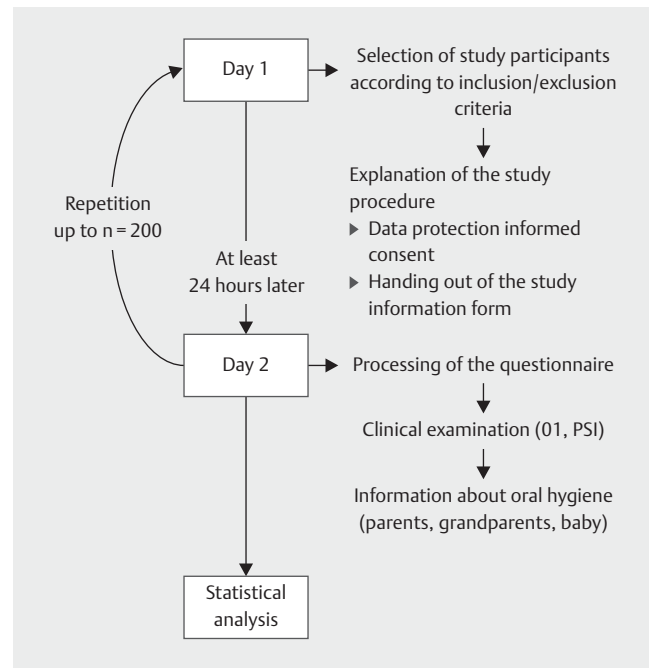 Day 1
Selection of study participants
according to inclusion/exclusion
criteria
Explanation of the study
procedure
▶ Data protection informed
consent
▶ Handing out of the study
information form
Repetition
up to n = 200
At least
24 hours later
Day 2
Processing of the questionnaire
Clinical examination (01, PSI)
Information about oral hygiene
(parents, grandparents, baby)
Statistical
analysis